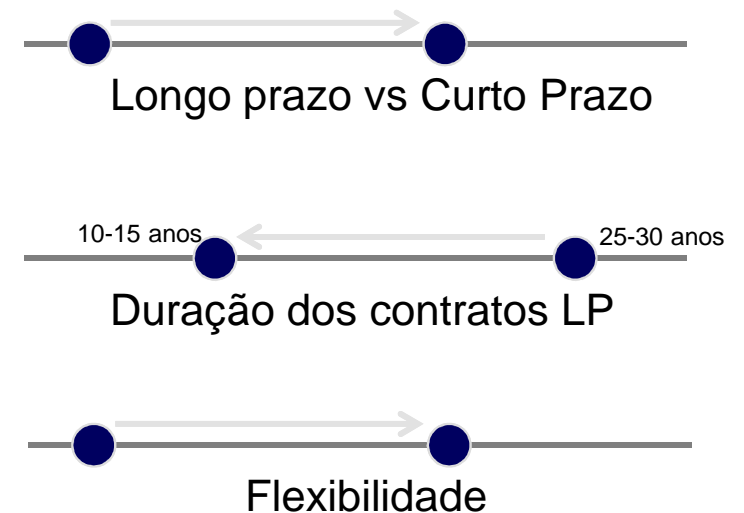 Longo prazo vs Curto Prazo
10-15 anos
25-30 anos
Duração dos contratos LP
Flexibilidade